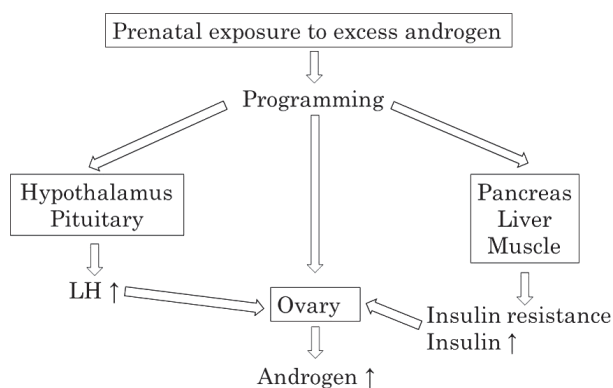 Prenatal exposure to excess androgen
Programming
Hypothalamus
Pituitary
Pancreas
Liver
Muscle
LH ↑
Ovary
Insulin resistance
Insulin ↑
Androgen ↑